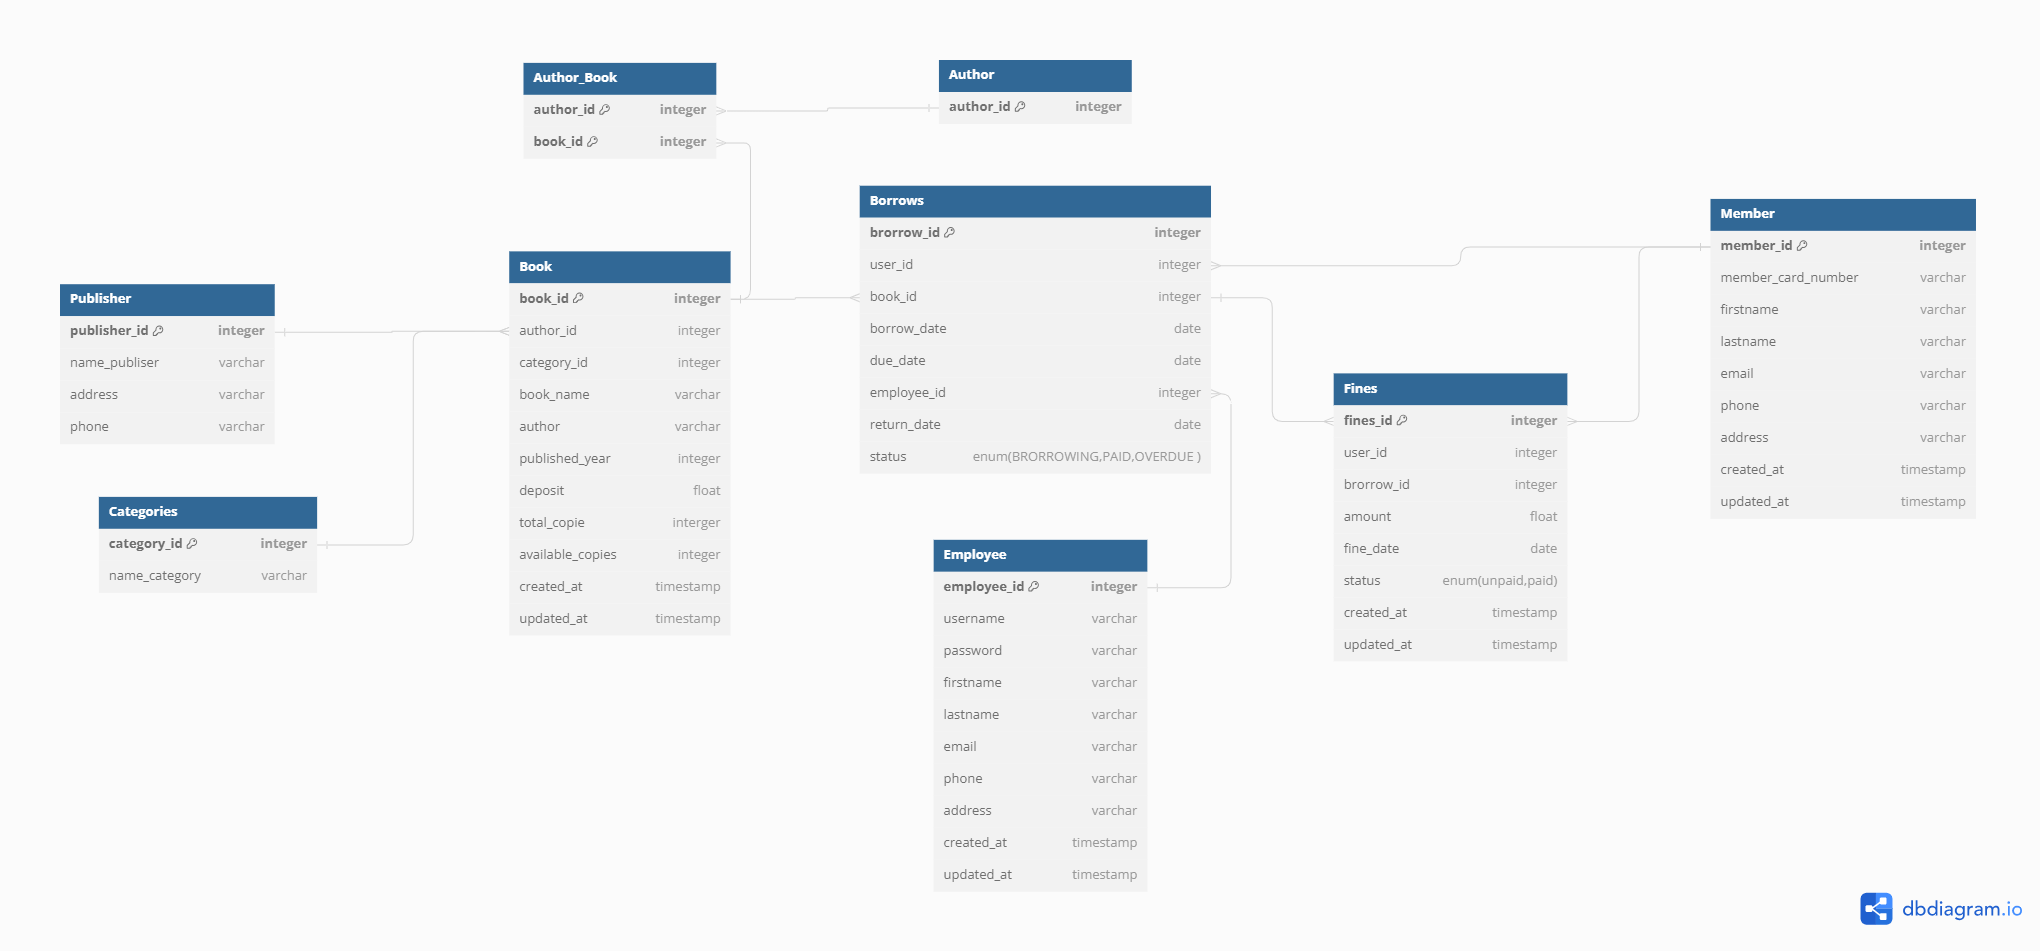 Author_Book
author_id integer
book_id integer
Author
author_id integer
Borrows
brorrow_id integer
user_id integer
book_id integer
borrow_date date
due_date date
employee_id integer
return_date date
status enum(BRORROWING,PAID,OVERDUE )
Member
member_id integer
member_card_number varchar
firstname varchar
lastname varchar
email varchar
phone varchar
address varchar
created_at timestamp
updated_at timestamp
Book
book_id integer
author_id integer
category_id integer
book_name varchar
author varchar
published_year integer
deposit float
total_copie interger
available_copies integer
created_at timestamp
updated_at timestamp
Publisher
publisher_id integer
name_publiser varchar
address varchar
phone varchar
Fines
fines_id integer
user_id integer
brorrow_id integer
amount float
fine_date date
status enum(unpaid,paid)
created_at timestamp
updated_at timestamp
Categories
category_id integer
name_category varchar
Employee
employee_id integer
username varchar
password varchar
firstname varchar
lastname varchar
email varchar
phone varchar
address varchar
created_at timestamp
updated_at timestamp
dbdiagram.io